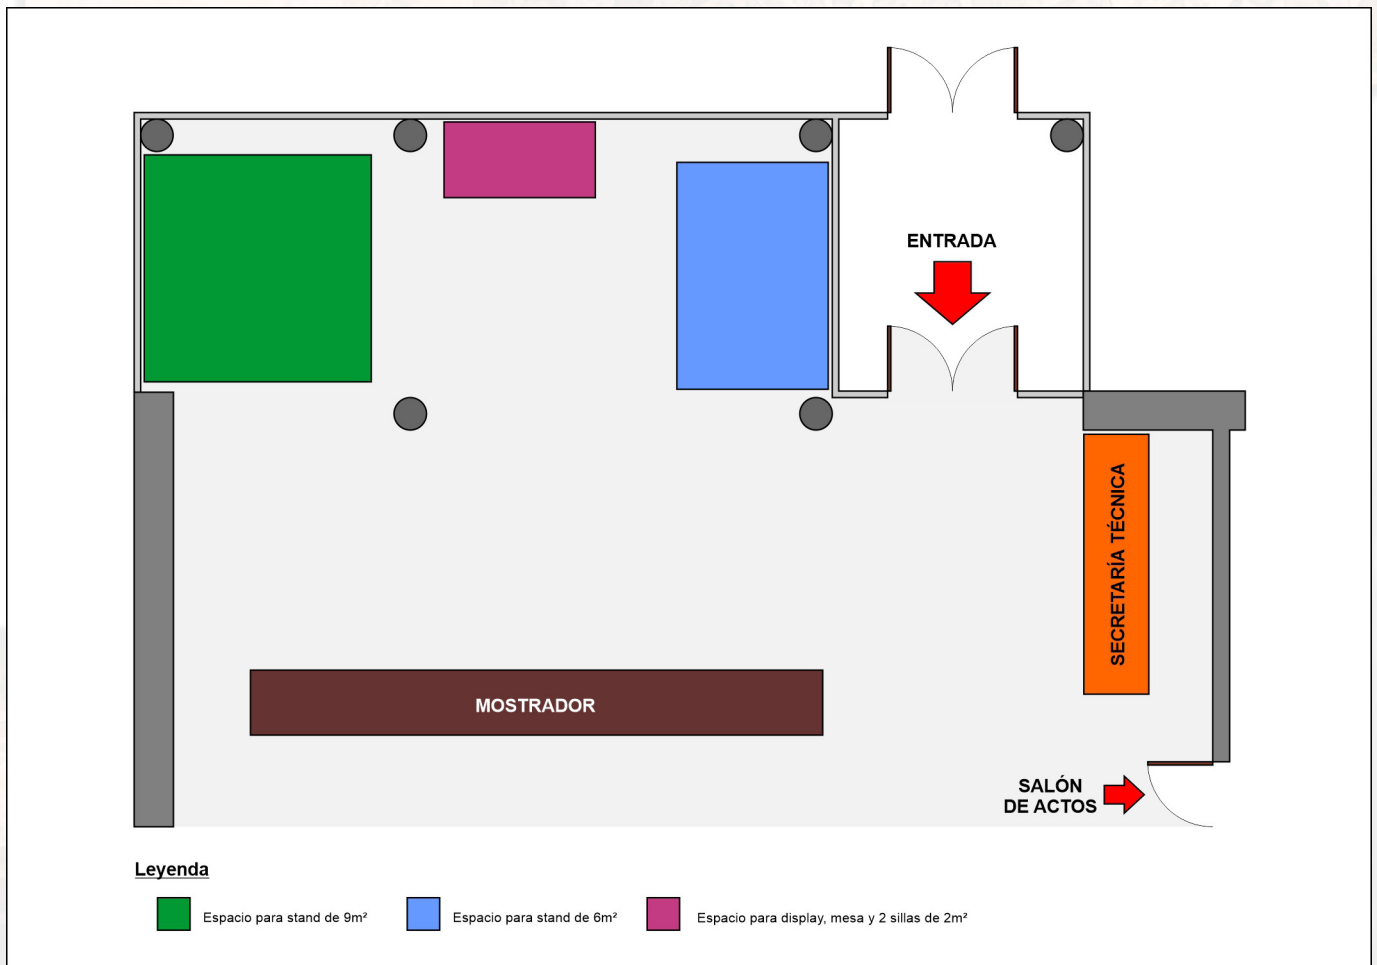 ENTRADA
SECRETARÍA TÉCNICA
MOSTRADOR
SALÓN
DE ACTOS
Leyenda
Espacio para stand de 9m²
Espacio para stand de 6m²
Espacio para display, mesa y 2 sillas de 2m²